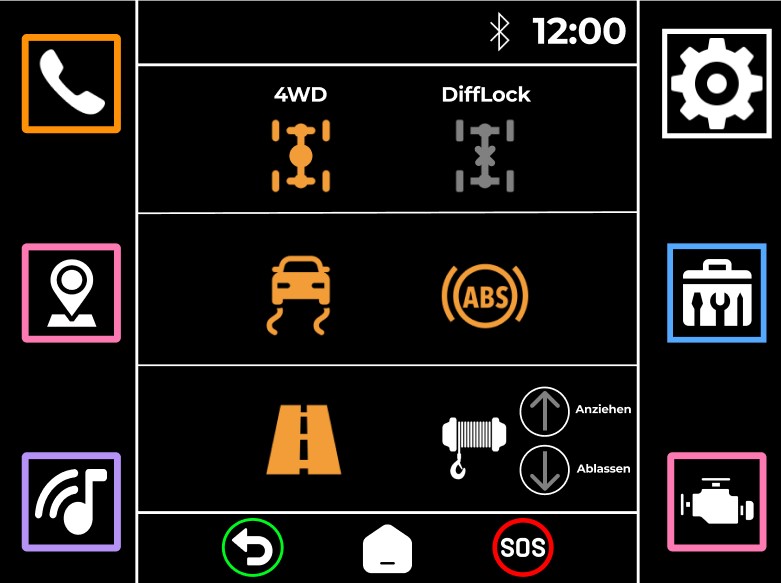 12:00
4WD
DiffLock
ABS
Anziehen
Ablassen
SOS